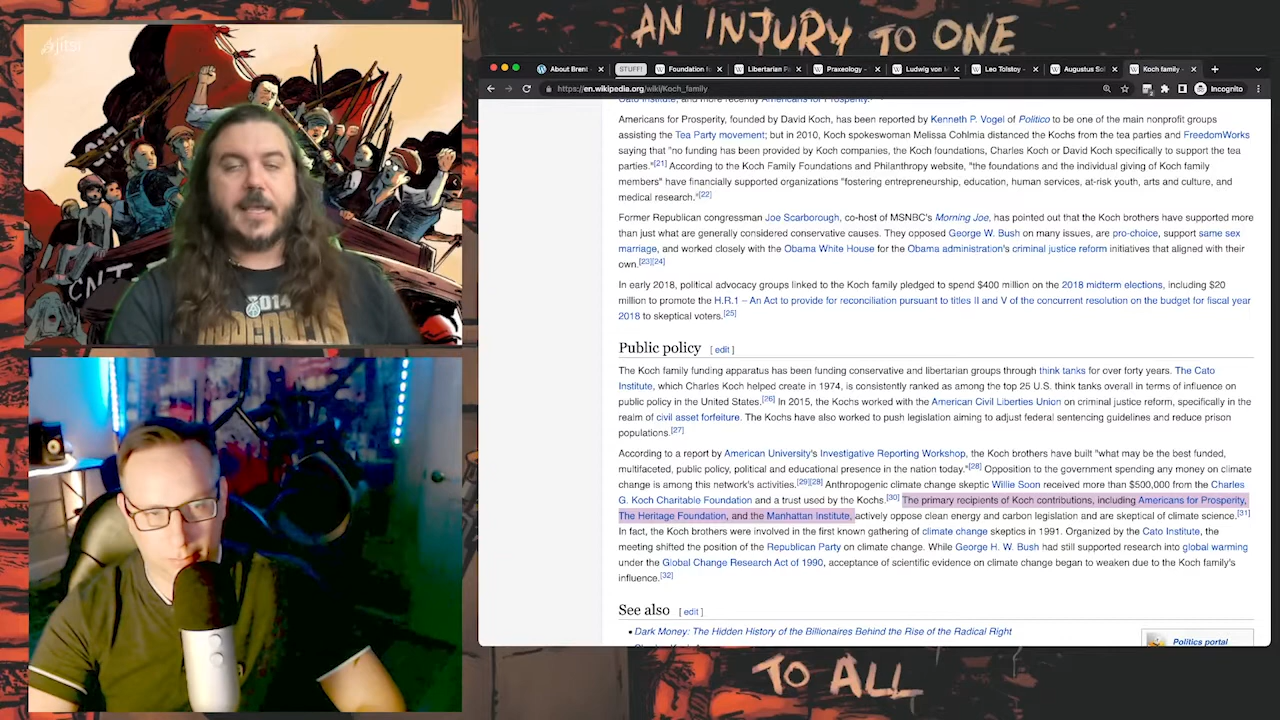 AN INJURY TO ONE
jitsi
CNT
CNT
2014
About Brent
STUFF!
Foundation f
Libertarian P
Praxeology -
Ludwig von M
Leo Tolstoy -
Augustus So
Koch family -
https://en.wikipedia.org/wiki/Koch_family
Incognito
Cato Institute, and more recently Americans for Prosperity.
Americans for Prosperity, founded by David Koch, has been reported by Kenneth P. Vogel of Politico to be one of the main nonprofit groups
assisting the Tea Party movement; but in 2010, Koch spokeswoman Melissa Cohlmia distanced the Kochs from the tea parties and FreedomWorks
saying that "no funding has been provided by Koch companies, the Koch foundations, Charles Koch or David Koch specifically to support the tea
parties."[21] According to the Koch Family Foundations and Philanthropy website, "the foundations and the individual giving of Koch family
members" have financially supported organizations "fostering entrepreneurship, education, human services, at-risk youth, arts and culture, and
medical research."[22]
Former Republican congressman Joe Scarborough, co-host of MSNBC's Morning Joe, has pointed out that the Koch brothers have supported more
than just what are generally considered conservative causes. They opposed George W. Bush on many issues, are pro-choice, support same sex
marriage, and worked closely with the Obama White House for the Obama administration's criminal justice reform initiatives that aligned with their
own.[23][24]
In early 2018, political advocacy groups linked to the Koch family pledged to spend $400 million on the 2018 midterm elections, including $20
million to promote the H.R.1 – An Act to provide for reconciliation pursuant to titles II and V of the concurrent resolution on the budget for fiscal year
2018 to skeptical voters.[25]
Public policy [ edit ]
The Koch family funding apparatus has been funding conservative and libertarian groups through think tanks for over forty years. The Cato
Institute, which Charles Koch helped create in 1974, is consistently ranked as among the top 25 U.S. think tanks overall in terms of influence on
public policy in the United States.[26] In 2015, the Kochs worked with the American Civil Liberties Union on criminal justice reform, specifically in the
realm of civil asset forfeiture. The Kochs have also worked to push legislation aiming to adjust federal sentencing guidelines and reduce prison
populations.[27]
According to a report by American University's Investigative Reporting Workshop, the Koch brothers have built "what may be the best funded,
multifaceted, public policy, political and educational presence in the nation today."[28] Opposition to the government spending any money on climate
change is among this network's activities.[29][28] Anthropogenic climate change skeptic Willie Soon received more than $500,000 from the Charles
G. Koch Charitable Foundation and a trust used by the Kochs.[30] The primary recipients of Koch contributions, including Americans for Prosperity,
The Heritage Foundation, and the Manhattan Institute, actively oppose clean energy and carbon legislation and are skeptical of climate science.[31]
In fact, the Koch brothers were involved in the first known gathering of climate change skeptics in 1991. Organized by the Cato Institute, the
meeting shifted the position of the Republican Party on climate change. While George H. W. Bush had still supported research into global warming
under the Global Change Research Act of 1990, acceptance of scientific evidence on climate change began to weaken due to the Koch family's
influence.[32]
See also [ edit ]
• Dark Money: The Hidden History of the Billionaires Behind the Rise of the Radical Right
Politics portal
TO ALL